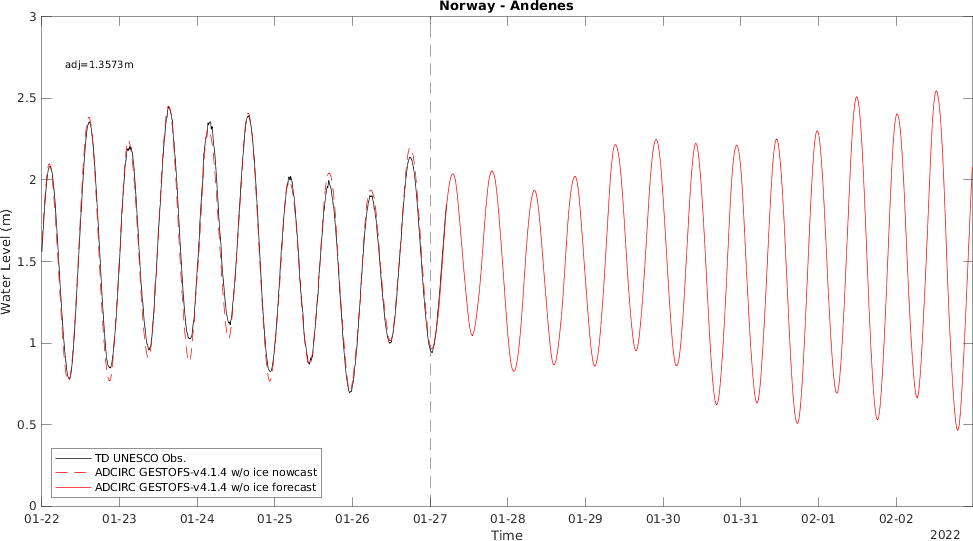 Norway - Andenes
3
adj=1.3573m
2.5
2
1.5
1
0.5
0
Water Level (m)
TD UNESCO Obs.
ADCIRC GESTOFS-v4.1.4 w/o ice nowcast
ADCIRC GESTOFS-v4.1.4 w/o ice forecast
01-22 01-23 01-24 01-25 01-26 01-27 01-28 01-29 01-30 01-31 02-01 02-02
Time
2022